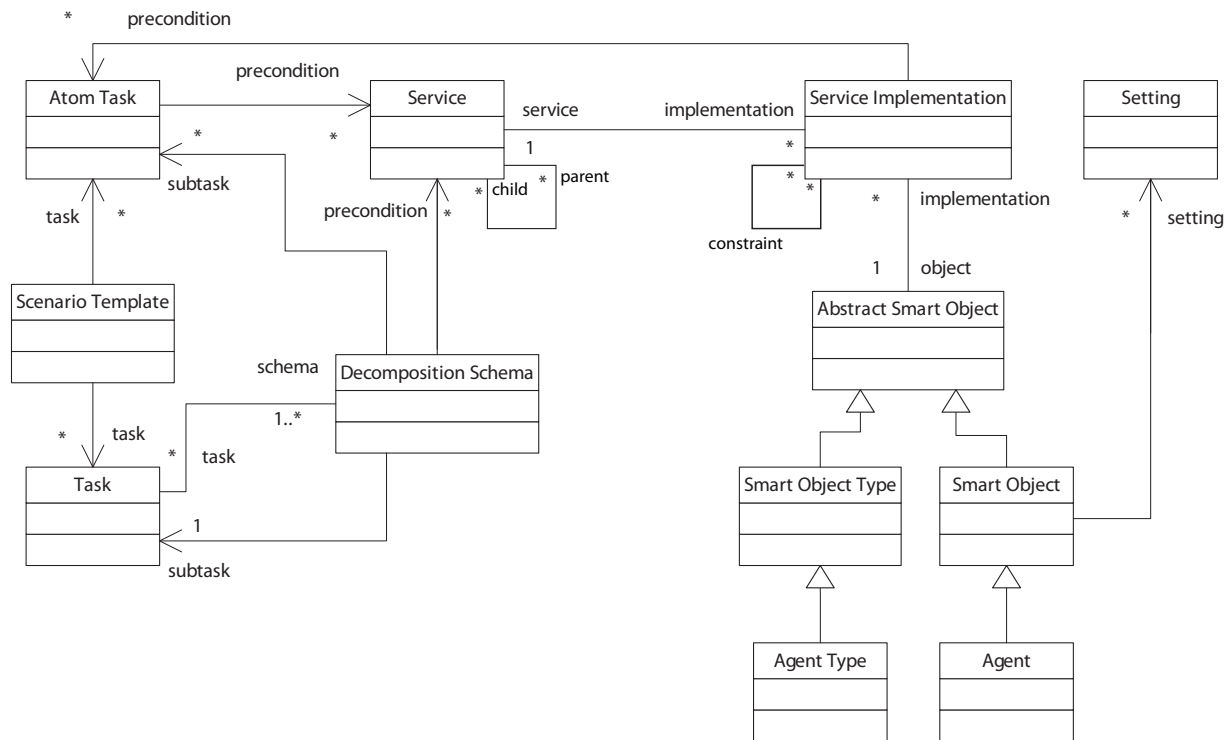 * precondition
precondition
Atom Task
Service
Service Implementation
Setting
service
implementation
*
*
1
*
subtask
*
child
*
parent
*
*
*
implementation
task
*
precondition
*
*
setting
constraint
1
object
Scenario Template
Abstract Smart Object
schema
Decomposition Schema
1..*
*
task
*
task
Task
Smart Object Type
Smart Object
1
subtask
Agent Type
Agent